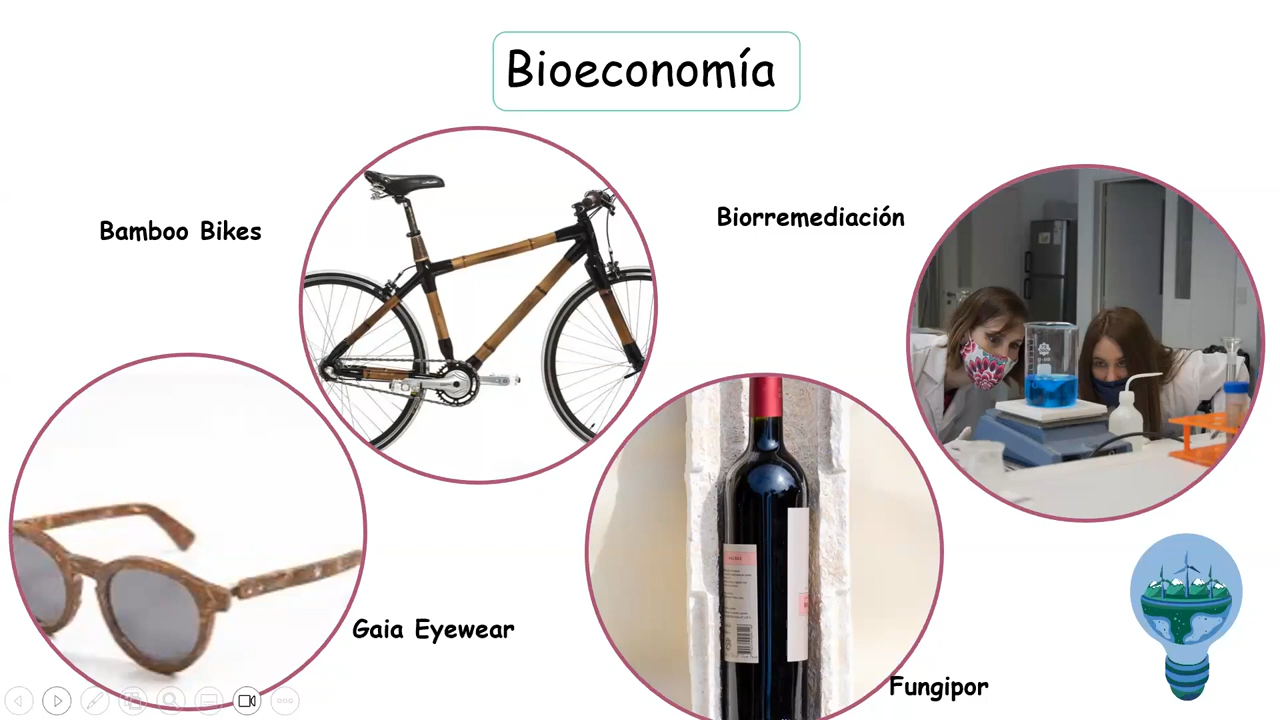 Bioeconomía
Bamboo Bikes
Biorremediación
Gaia Eyewear
Fungipor